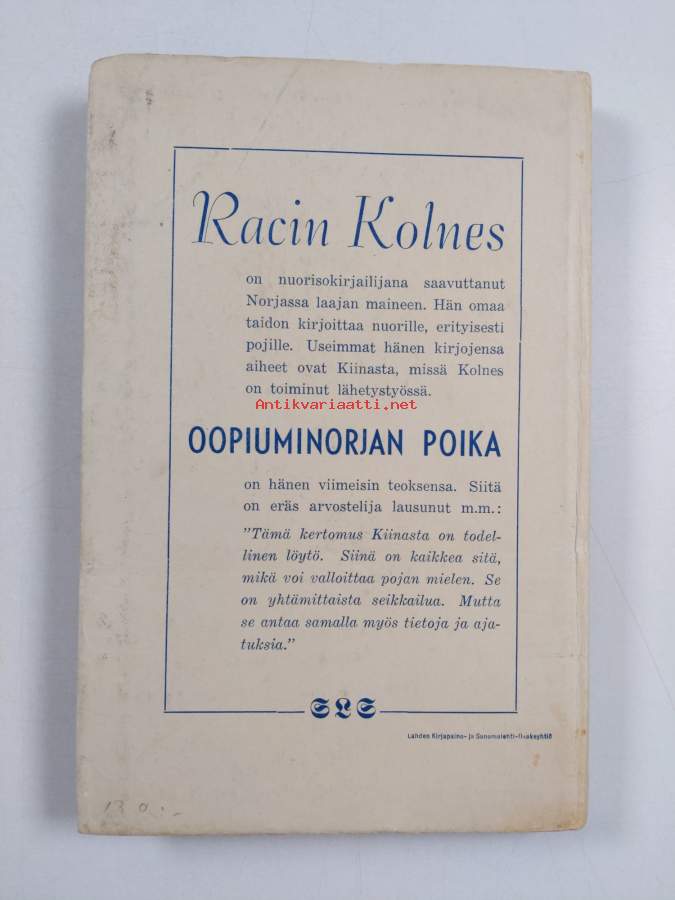 Racin Kolnes
on nuorisokirjailijana saavuttanut
Norjassa laajan maineen. Hän omaa
taidon kirjoittaa nuorille, erityisesti
pojille. Useimmat hänen kirjojensa
aiheet ovat Kiinasta, missä Kolnes
on toiminut lähetystyössä.
Antikvariaatti.net
OOPIUMINORJAN POIKA
on hänen viimeisin teoksensa. Siitä
on eräs arvostelija lausunut m.m.:
"Tämä kertomus Kiinasta on todel-
linen löytö. Siinä on kaikkea sitä,
mikä voi valloittaa pojan mielen. Se
on yhtämittaista seikkailua. Mutta
se antaa samalla myös tietoja ja aja-
tuksia."
SLS
Lahden Kirjapaino- ja Sanomalehti-Osakeyhtiö